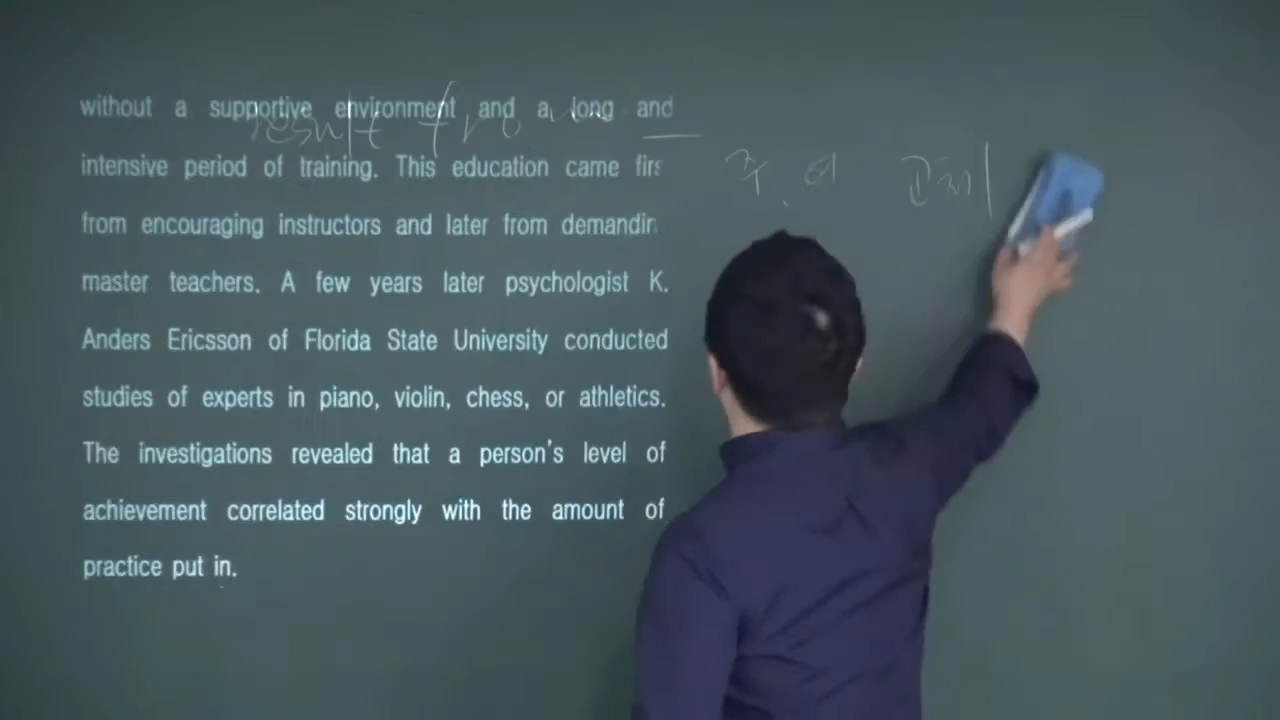 without a supportive environment and a long and
result from
intensive period of training. This education came firs
주어
from encouraging instructors and later from demandin
master teachers. A few years later psychologist K.
Anders Ericsson of Florida State University conducted
studies of experts in piano, violin, chess, or athletics.
The investigations revealed that a person's level of
achievement correlated strongly with the amount of
practice put in.